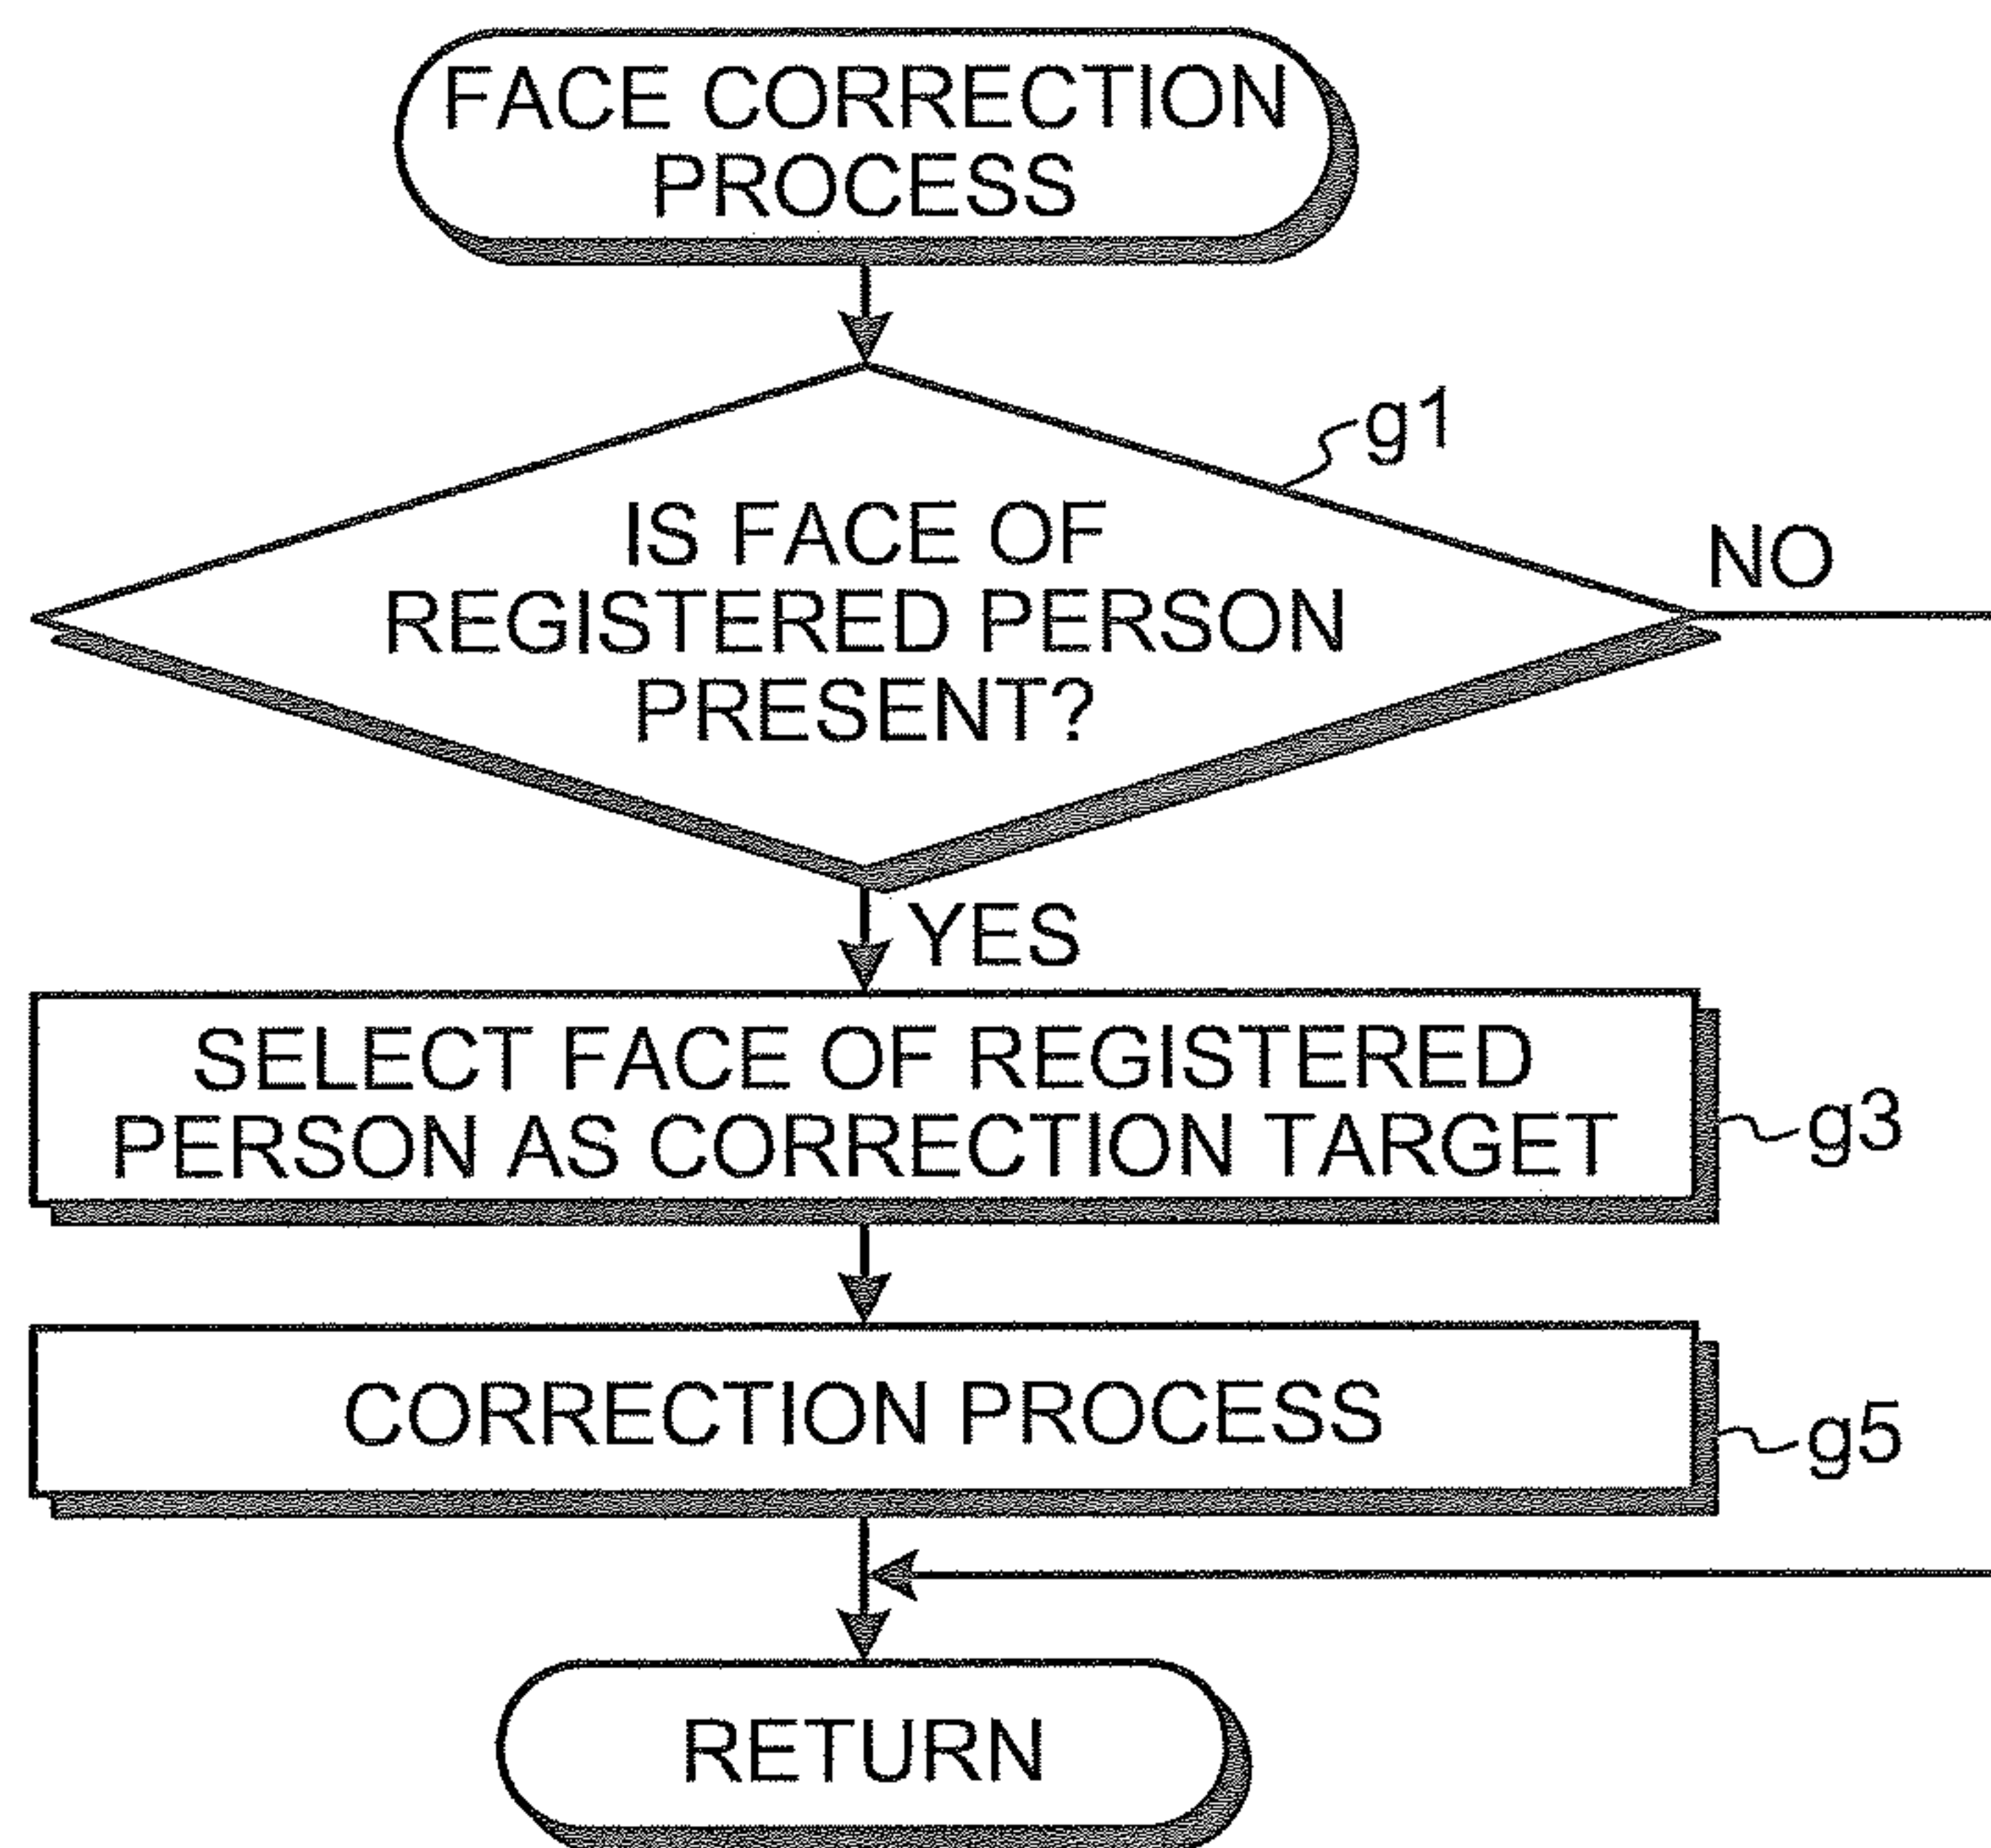 FACE CORRECTION
PROCESS
g1
IS FACE OF
REGISTERED PERSON
PRESENT?
NO
YES
SELECT FACE OF REGISTERED
PERSON AS CORRECTION TARGET
g3
CORRECTION PROCESS
g5
RETURN